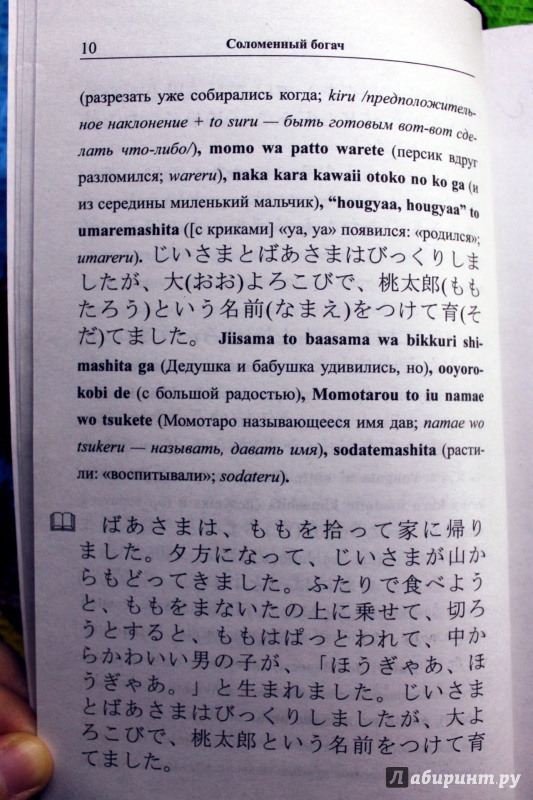 10 Соломенный богач
(разрезать уже собирались когда; kiru /предположитель-
ное наклонение + to suru — быть готовым вот-вот сде-
лать что-либо/), momo wa patto warete (персик вдруг
разломился; wareru), naka kara kawaii otoko no ko ga (и
из середины миленький мальчик), “hougyaa, hougyaa” to
umaremashita ([с криками] «уа, уа» появился: «родился»;
umareru). じいさまとばあさまはびっくりしま
したが、大(おお)よろこびで、桃太郎(もも
たろう)という名前(なまえ)をつけて育(そ
だ)てました。 Jiisama to baasama wa bikkuri shi-
mashita ga (Дедушка и бабушка удивились, но), ooyoro-
kobi de (с большой радостью), Momotarou to iu namae
wo tsukete (Момотаро называющееся имя дав; namae wo
tsukeru — называть, давать имя), sodatemashita (расти-
ли: «воспитывали»; sodateru).
ばあさまは、ももを拾って家に帰り
ました。夕方になって、じいさまが山か
らもどってきました。ふたりで食べよう
と、ももをまないたの上に乗せて、切ろ
うとすると、ももはぱっとわれて、中か
らかわいい男の子が、「ほうぎゃあ、ほ
うぎゃあ。」と生まれました。じいさま
とばあさまはびっくりしましたが、大よ
ろこびで、桃太郎という名前をつけて育
てました。
Лабиринт.ру